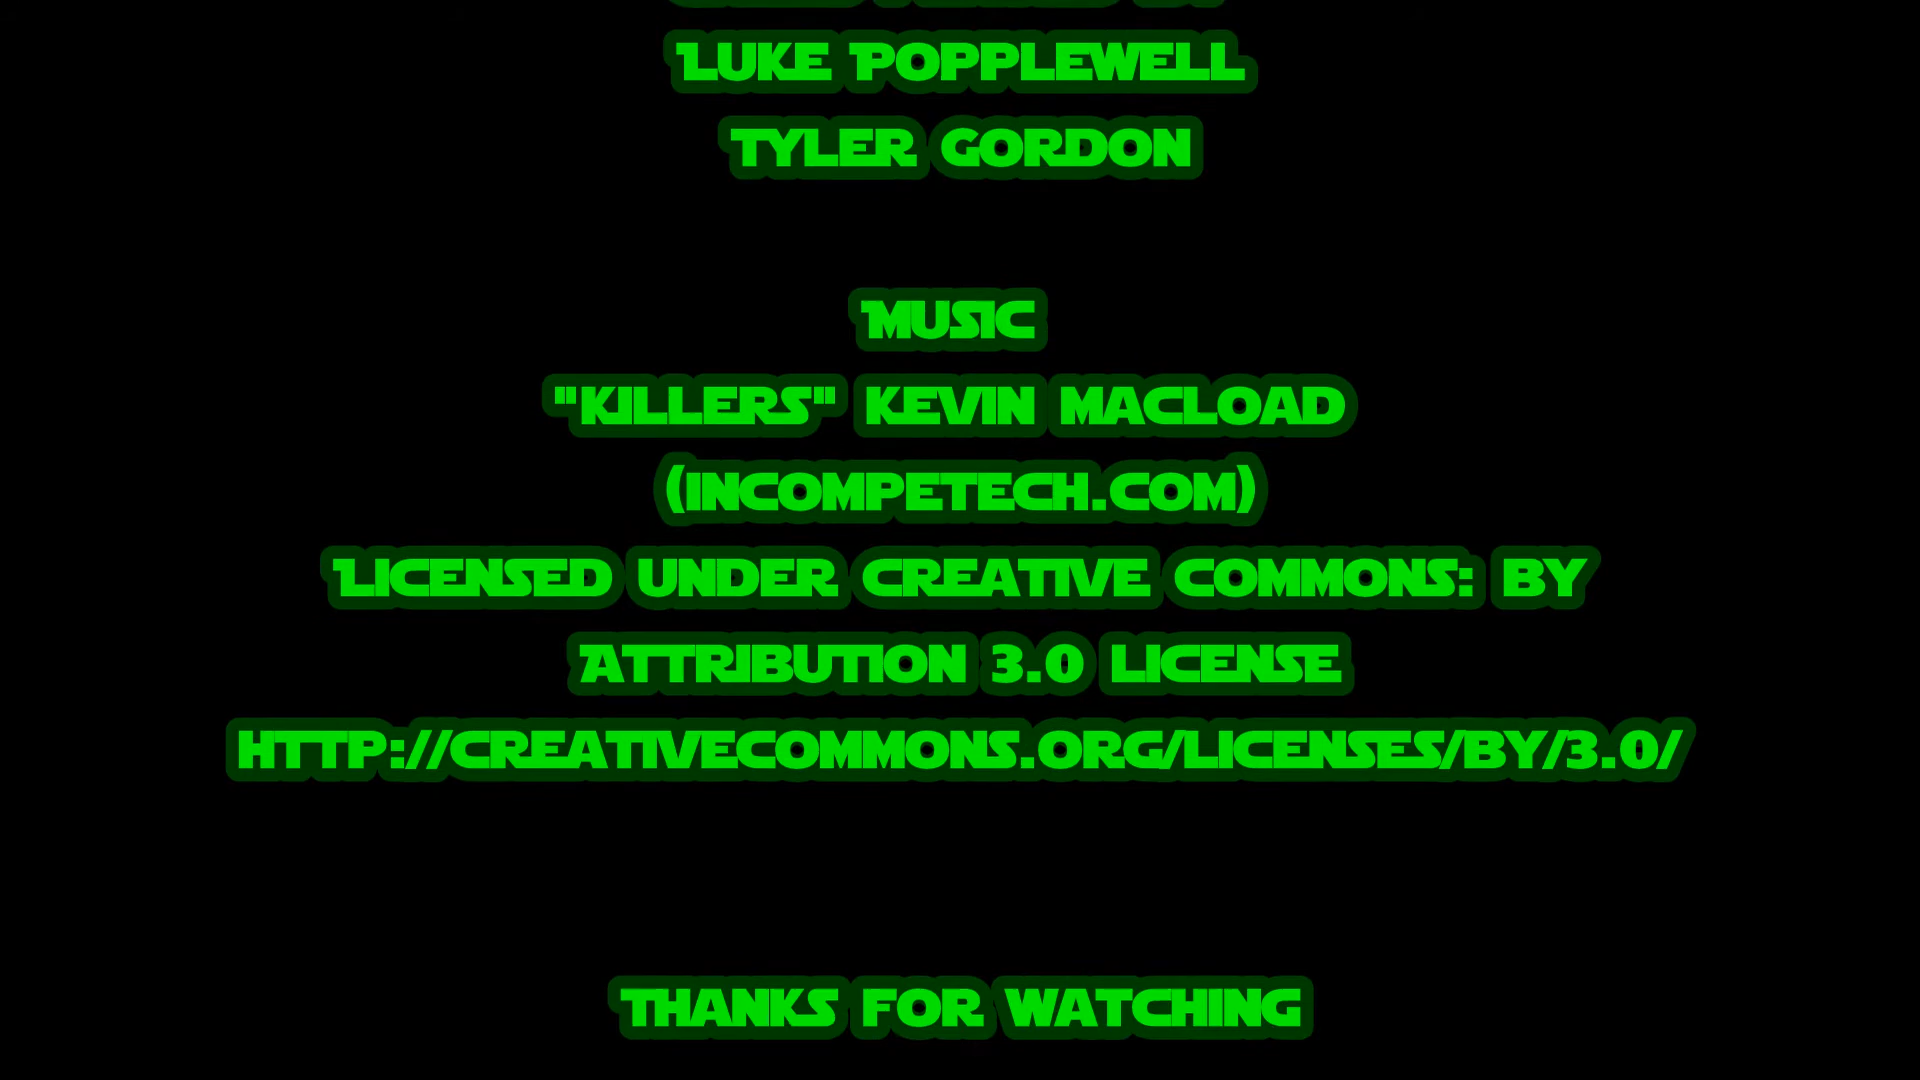 Luke Popplewell
Tyler Gordon
Music
"Killers" Kevin MacLoad
(incompetech.com)
Licensed under Creative Commons: By
Attribution 3.0 License
http://creativecommons.org/licenses/by/3.0/
Thanks for watching